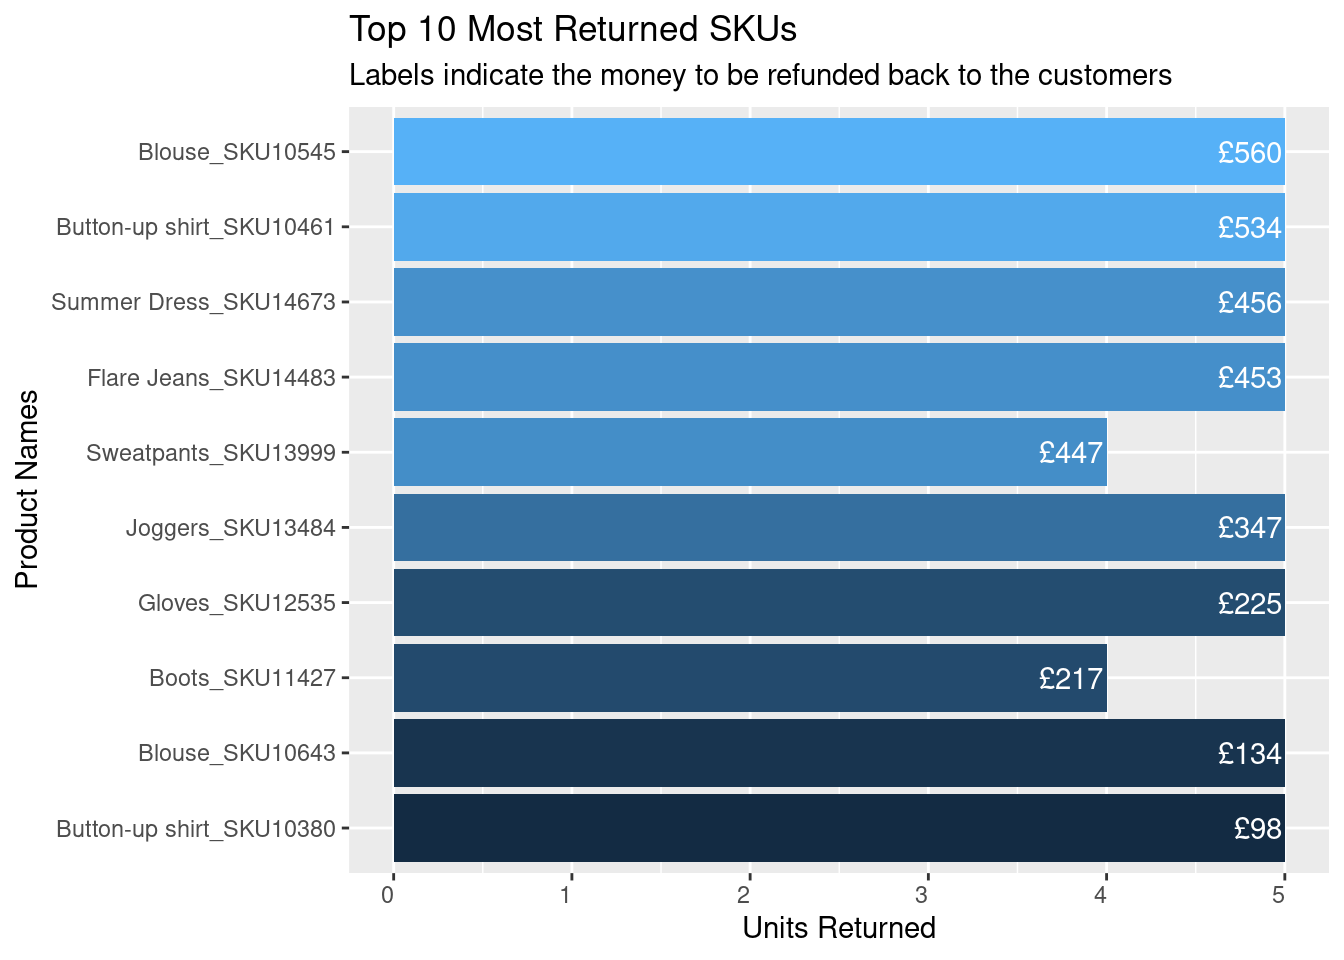 Top 10 Most Returned SKUs
Labels indicate the money to be refunded back to the customers
Product Names
Blouse_SKU10545 £560
Button-up shirt_SKU10461 £534
Summer Dress_SKU14673 £456
Flare Jeans_SKU14483 £453
Sweatpants_SKU13999 £447
Joggers_SKU13484 £347
Gloves_SKU12535 £225
Boots_SKU11427 £217
Blouse_SKU10643 £134
Button-up shirt_SKU10380 £98
0 1 2 3 4 5
Units Returned